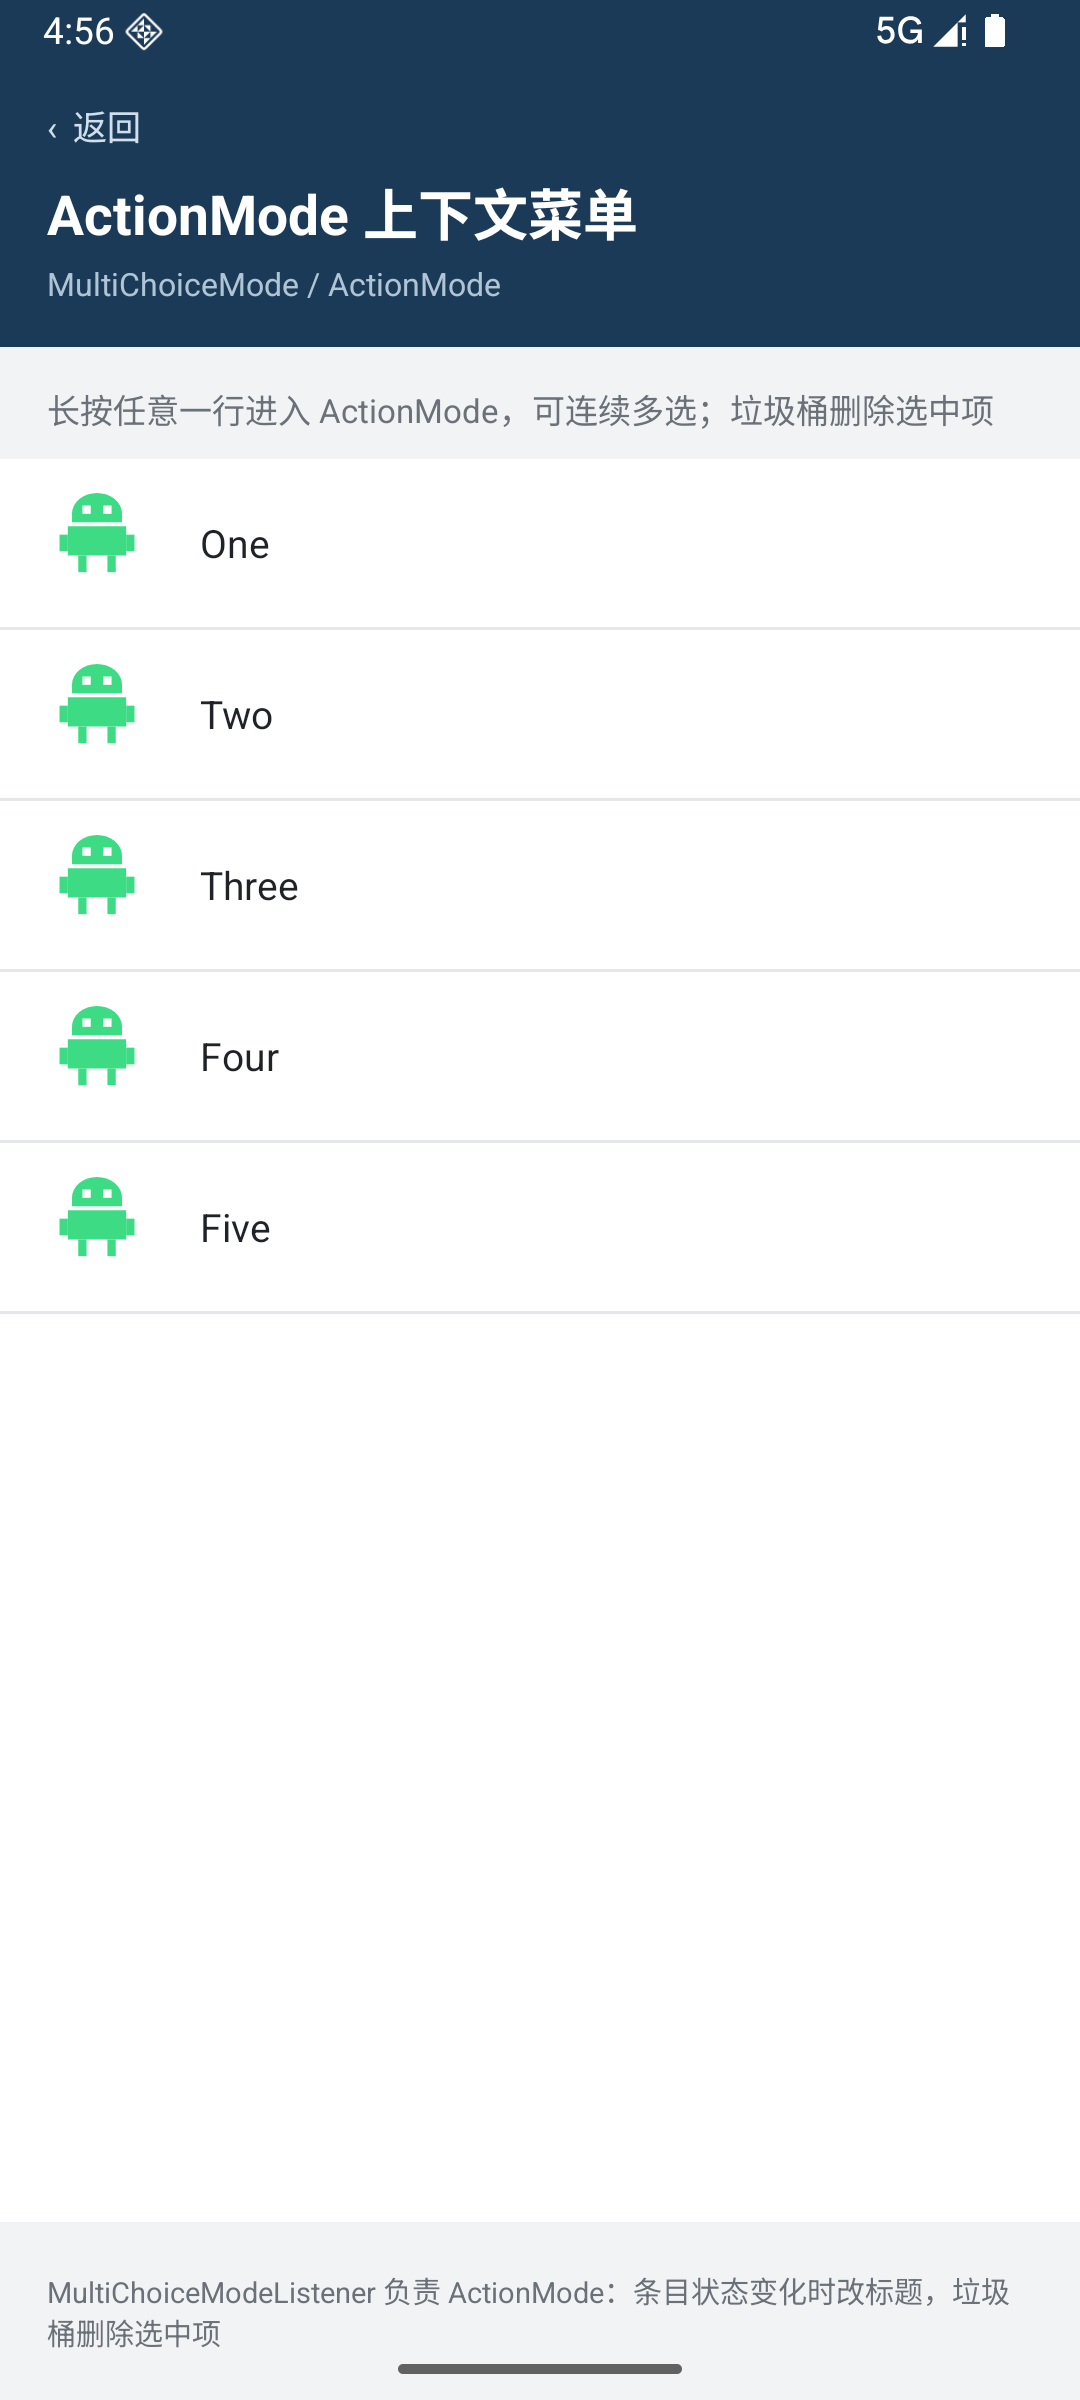 4:56
5G
‹ 返回
ActionMode 上下文菜单
MultiChoiceMode / ActionMode
长按任意一行进入 ActionMode，可连续多选；垃圾桶删除选中项
One
Two
Three
Four
Five
MultiChoiceModeListener 负责 ActionMode：条目状态变化时改标题，垃圾
桶删除选中项